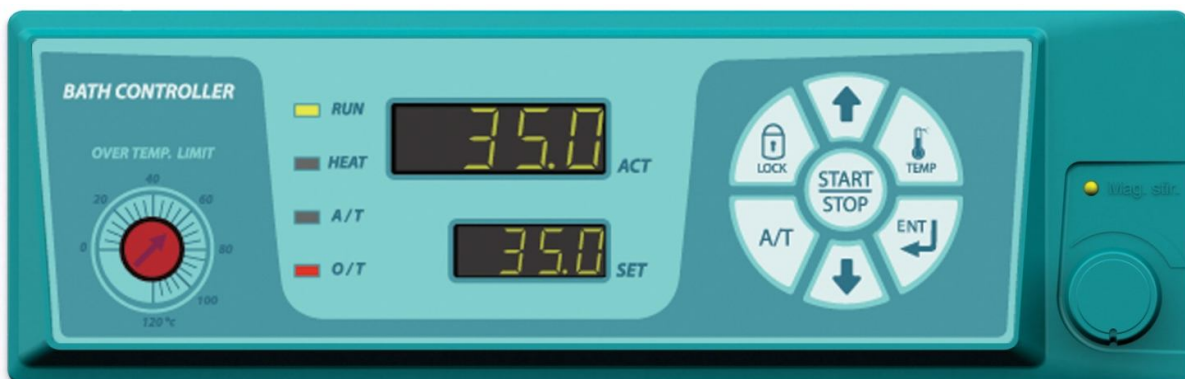 BATH CONTROLLER
OVER TEMP. LIMIT
0
20
40
60
80
100
120℃
RUN
HEAT
A/T
O/T
35.0
ACT
35.0
SET
LOCK
TEMP
START
STOP
A/T
ENT
Mag. stir.